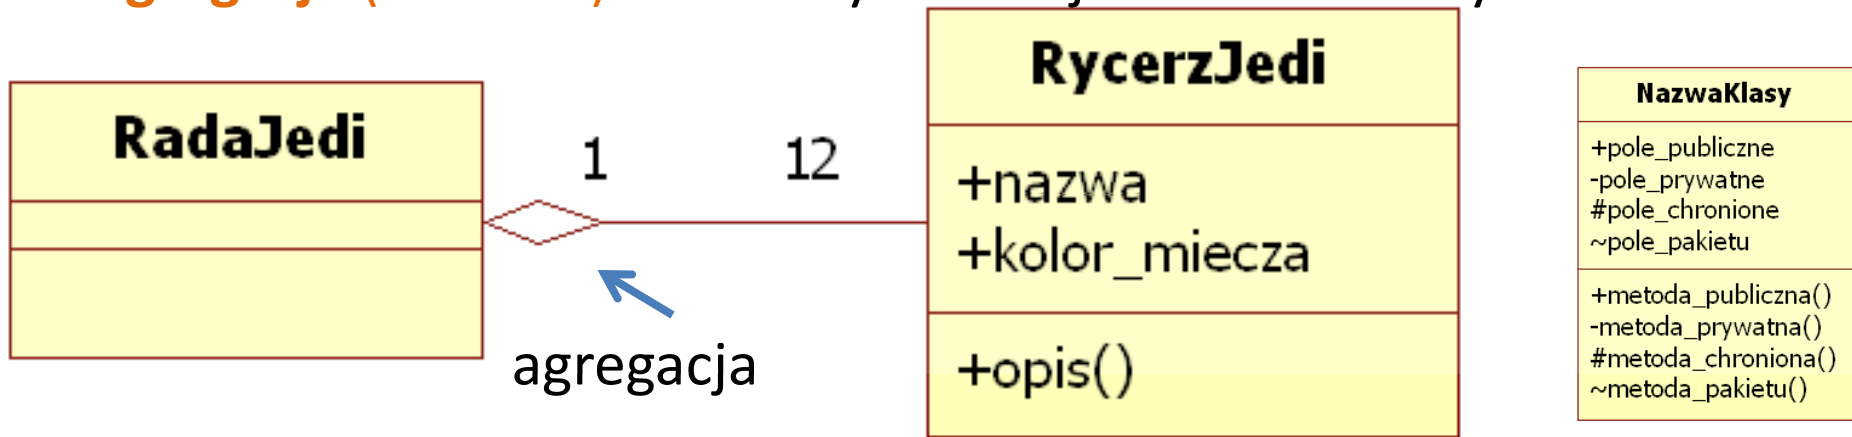 RadaJedi
1
12
agregacja
RycerzJedi
+nazwa
+kolor_miecza
+opis()
NazwaKlasy
+pole_publiczne
-pole_prywatne
#pole_chronione
~pole_pakietu
+metoda_publiczna()
-metoda_prywatna()
#metoda_chroniona()
~metoda_pakietu()